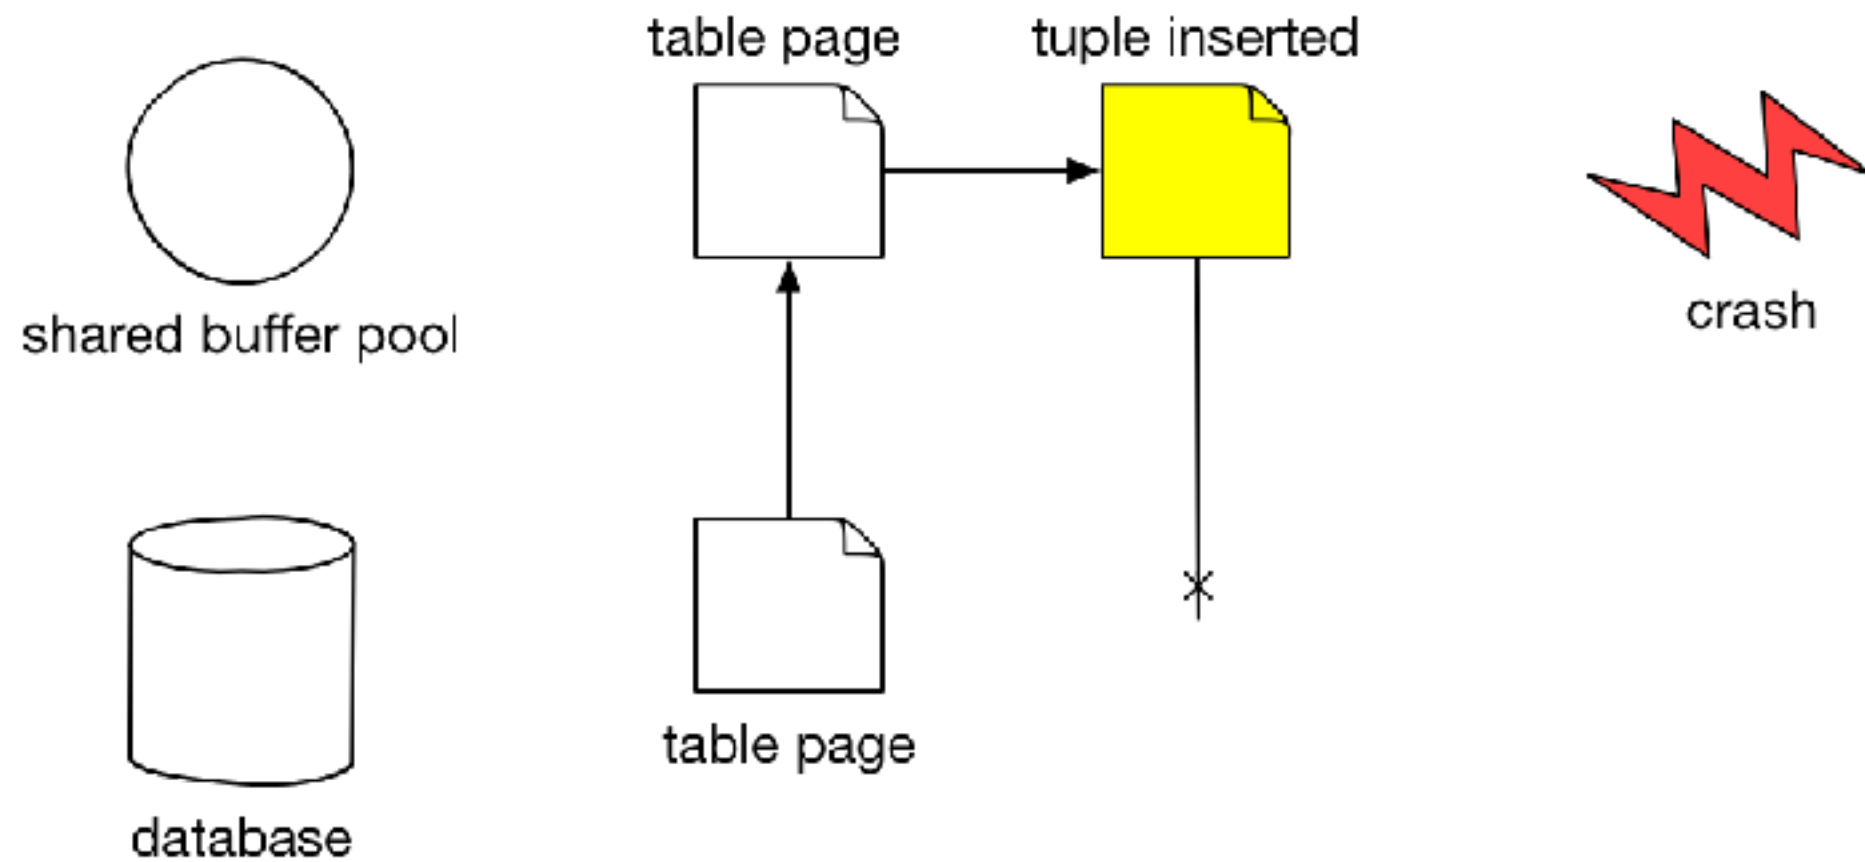 table page
tuple inserted
shared buffer pool
crash
table page
database